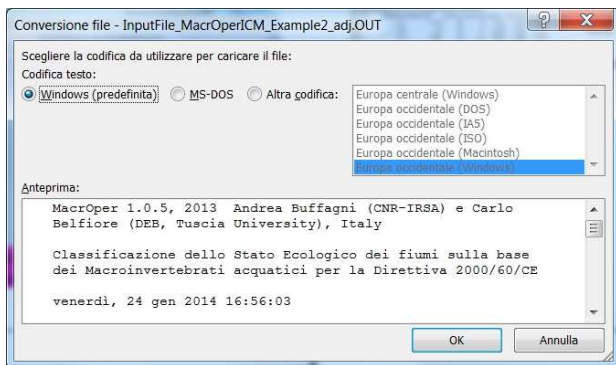 Conversione file - InputFile_MacrOperICM_Example2_adj.OUT
Scegliere la codifica da utilizzare per caricare il file:
Codifica testo:
Windows (predefinita) MS-DOS Altra codifica:
Europa centrale (Windows)
Europa occidentale (DOS)
Europa occidentale (IA5)
Europa occidentale (ISO)
Europa occidentale (Macintosh)
Europa occidentale (Windows)
Anteprima:
MacrOper 1.0.5, 2013 Andrea Buffagni (CNR-IRSA) e Carlo
Belfiore (DEB, Tuscia University), Italy
Classificazione dello Stato Ecologico dei fiumi sulla base
dei Macroinvertebrati acquatici per la Direttiva 2000/60/CE
venerdì, 24 gen 2014 16:56:03
OK Annulla